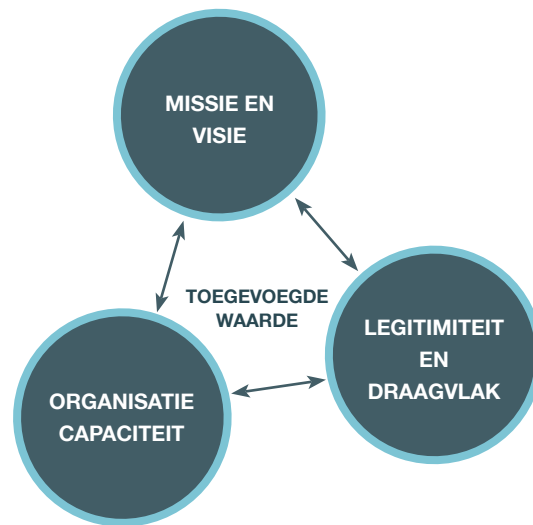 MISSIE EN
VISIE
TOEGEVOEGDE
WAARDE
LEGITIMITEIT
EN
DRAAGVLAK
ORGANISATIE
CAPACITEIT